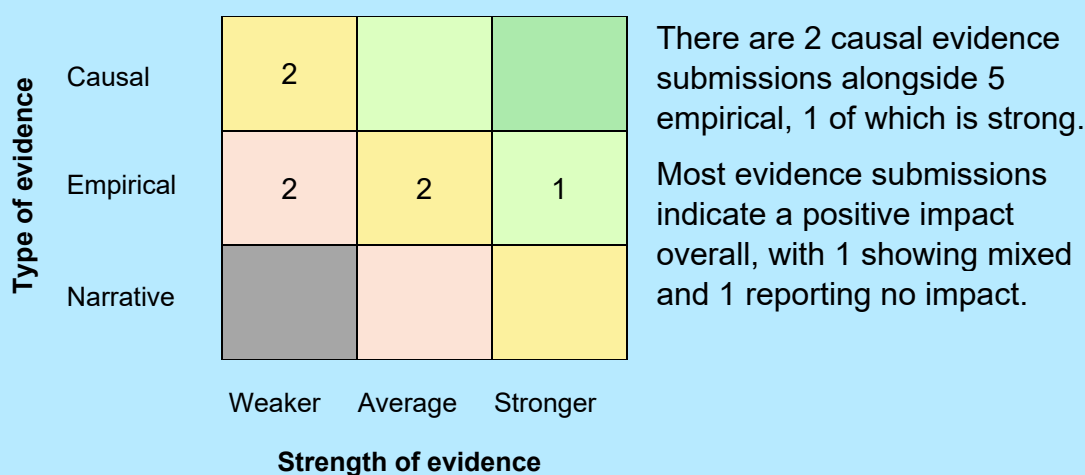 Type of evidence
Causal
2
Empirical
2 2 1
Narrative
Weaker Average Stronger
Strength of evidence
There are 2 causal evidence
submissions alongside 5
empirical, 1 of which is strong.
Most evidence submissions
indicate a positive impact
overall, with 1 showing mixed
and 1 reporting no impact.